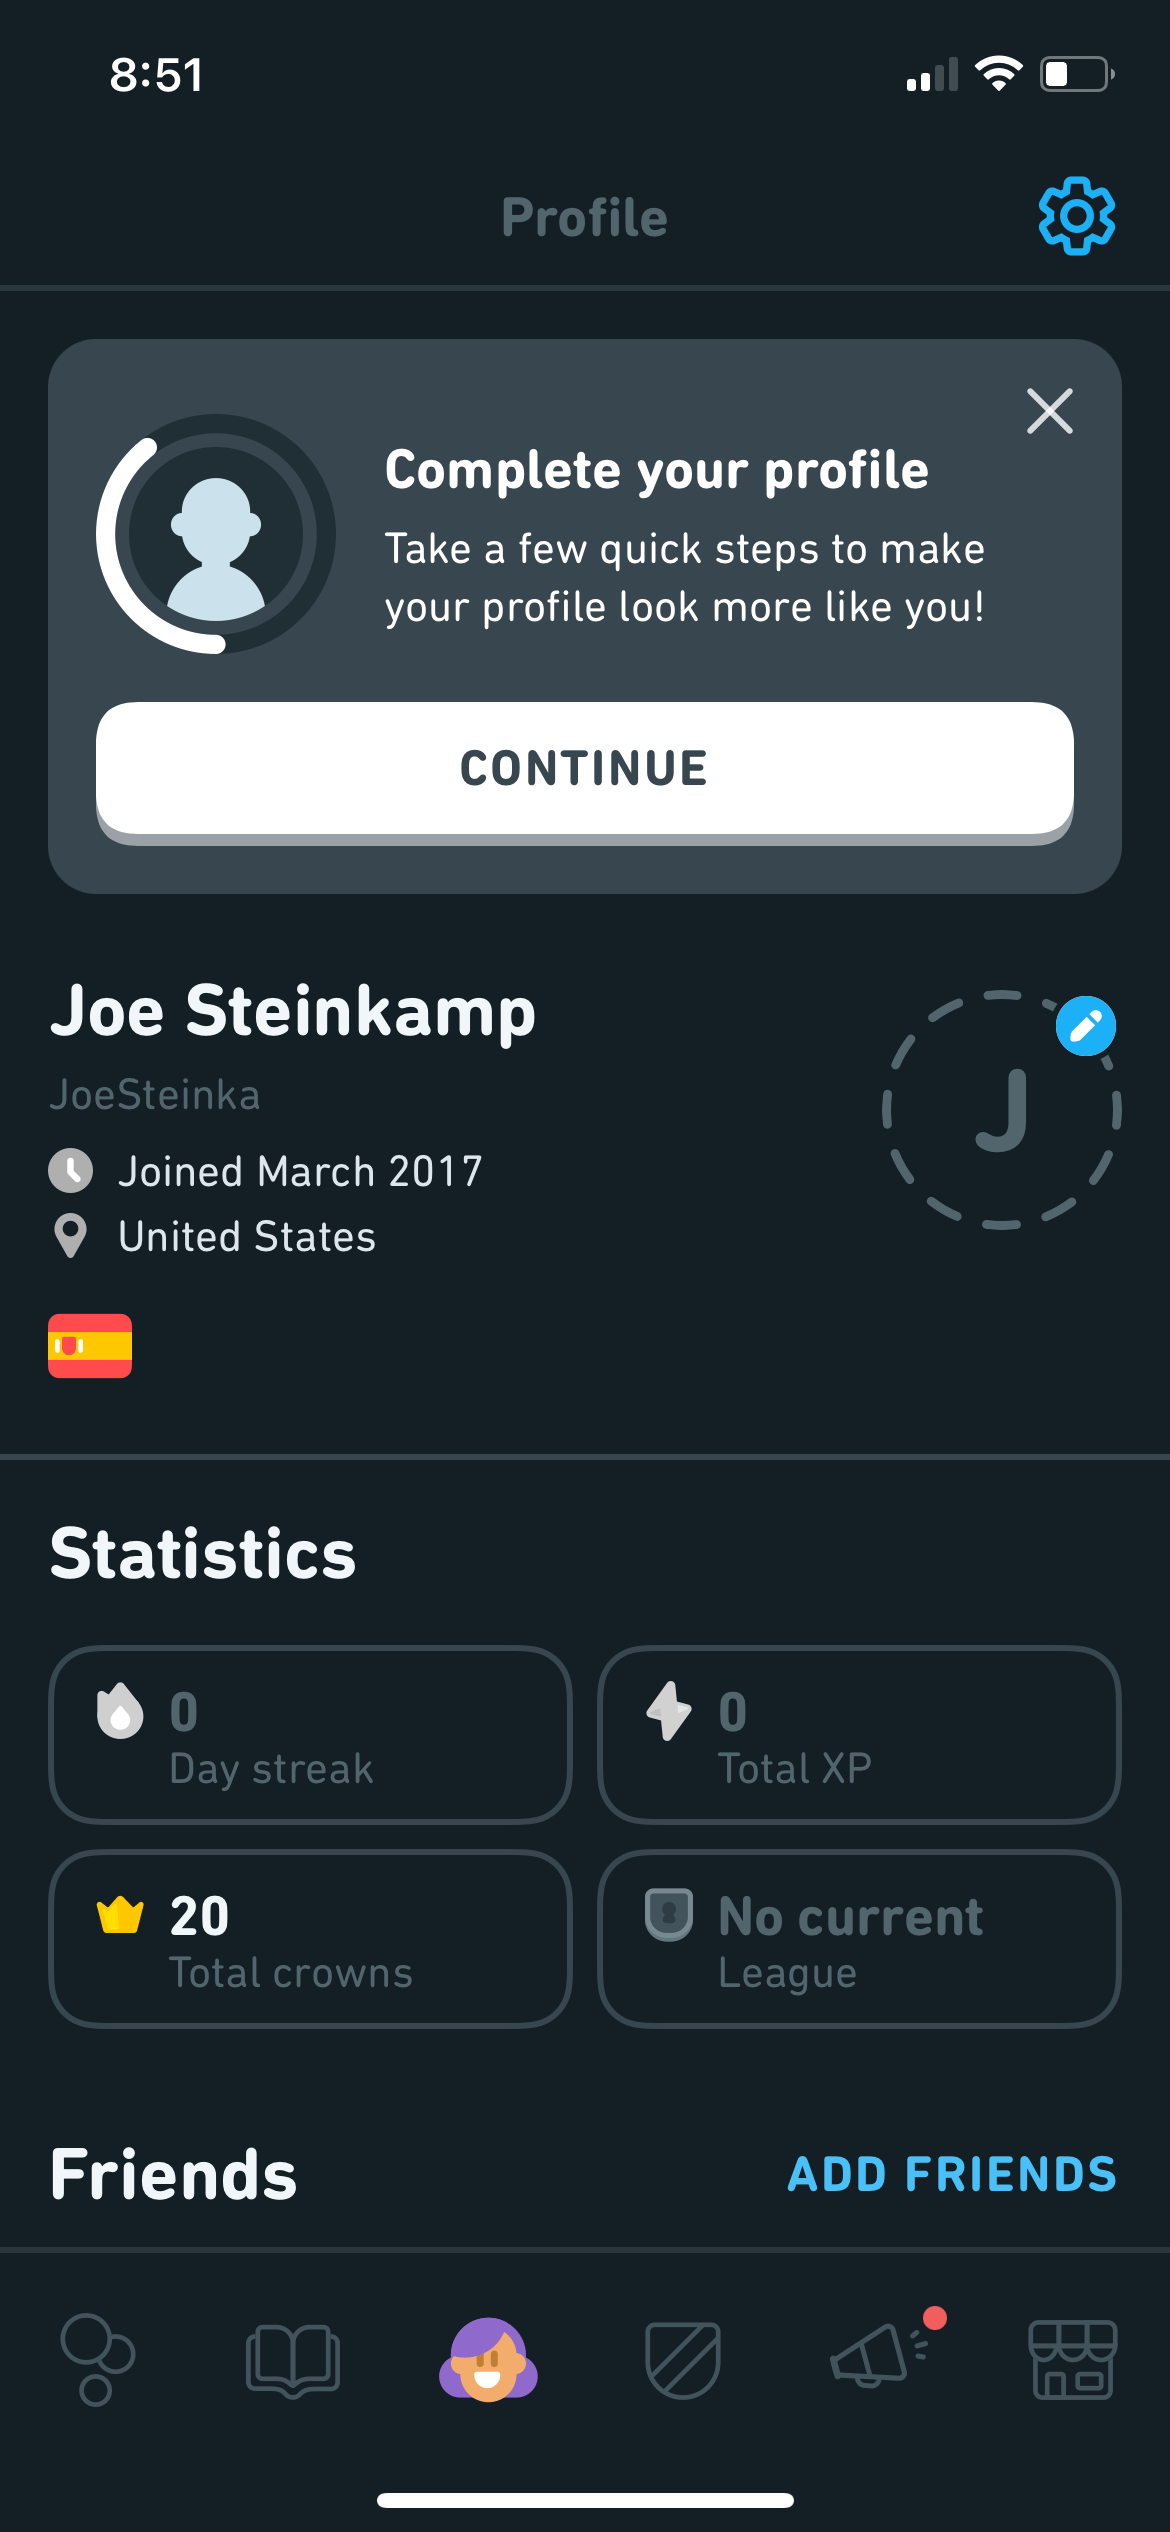 8:51
Profile
Complete your profile
Take a few quick steps to make
your profile look more like you!
CONTINUE
Joe Steinkamp
JoeSteinka
J
Joined March 2017
United States
Statistics
0
Day streak
0
Total XP
20
Total crowns
No current
League
Friends
ADD FRIENDS